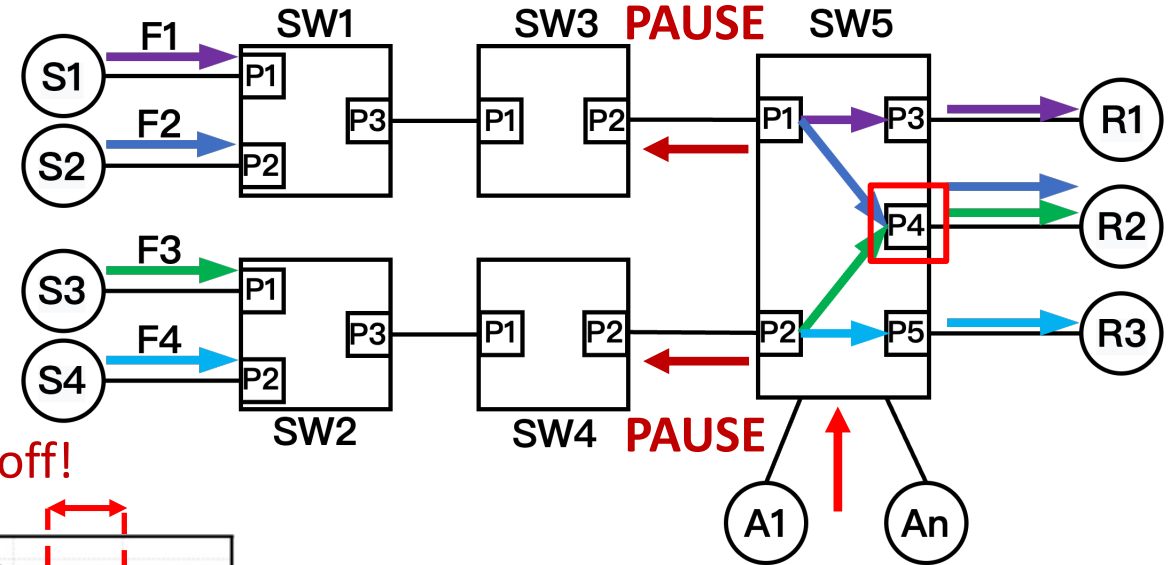 SW1
SW3
PAUSE
SW5
S1
F1
P1
P3
P1
P2
P1
P3
R1
S2
F2
P2
P4
R2
S3
F3
P1
P3
P1
P2
P2
P5
R3
S4
F4
P2
SW2
SW4
PAUSE
off!
A1
An